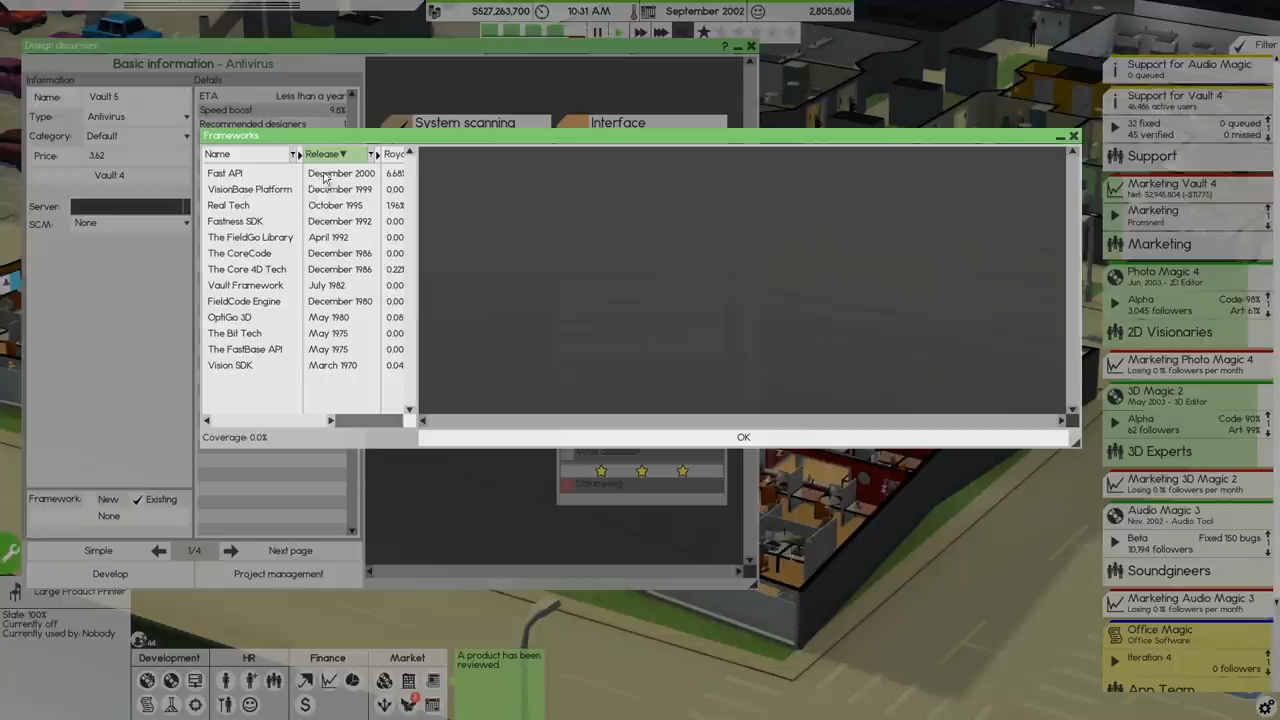 $527,263,700 10:31 AM September 2002 2,805,806
Design document
Basic information - Antivirus
Information
Name: Vault 5
Type: Antivirus
Category: Default
Price: 3.62
Vault 4
Server:
SCM: None
Framework: New Existing
None
Simple 1/4 Next page
Develop Project management
Details
ETA Less than a year
Speed boost 9.8%
Recommended designers 1
System scanning
Interface
Frameworks
Name Release Roya
Fast API December 2000 6.68%
VisionBase Platform December 1999 0.00
Real Tech October 1995 1.96%
Fastness SDK December 1992 0.00
The FieldGo Library April 1992 0.00
The CoreCode December 1986 0.00
The Core 4D Tech December 1986 0.221
Vault Framework July 1982 0.00
FieldCode Engine December 1980 0.00
OptiGo 3D May 1980 0.08
The Bit Tech May 1975 0.00
The FastBase API May 1975 0.00
Vision SDK March 1970 0.04
Coverage: 0.0%
OK
Filter
Support for Audio Magic
0 queued
Support for Vault 4
46,486 active users
32 fixed 0 queued
45 verified 0 missed
Support
Marketing Vault 4
Marketing
Prominent
Marketing
Photo Magic 4
Jun. 2003 - 2D Editor
Alpha Code: 98%
3,045 followers Art: 61%
2D Visionaries
Marketing Photo Magic 4
Losing 0.1% followers per month
3D Magic 2
May 2003 - 3D Editor
Alpha Code: 90%
62 followers Art: 99%
3D Experts
Marketing 3D Magic 2
Losing 0.1% followers per month
Audio Magic 3
Nov. 2002 - Audio Tool
Beta Fixed 150 bugs
10,194 followers
Soundgineers
Marketing Audio Magic 3
Losing 0.1% followers per month
Office Magic
Office Software
Iteration: 4
0 followers
App Team
Large Product Printer
State: 100%
Currently off
Currently used by: Nobody
44
Development HR Finance Market
2
A product has been
reviewed.